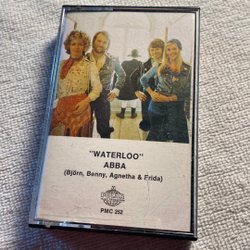 "WATERLOO"
ABBA
(Björn, Benny, Agnetha & Frida)
PMC 252